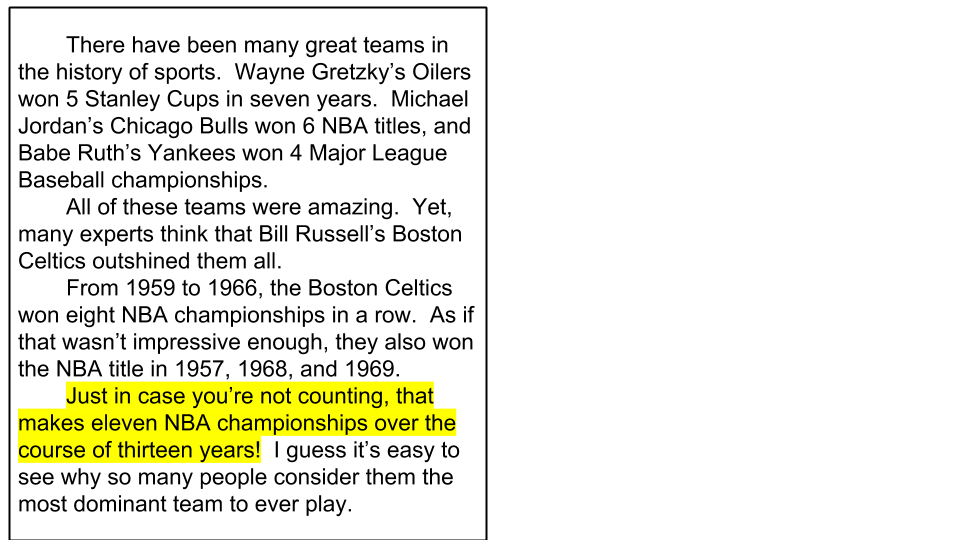 There have been many great teams in
the history of sports.  Wayne Gretzky’s Oilers
won 5 Stanley Cups in seven years.  Michael
Jordan’s Chicago Bulls won 6 NBA titles, and
Babe Ruth’s Yankees won 4 Major League
Baseball championships.
All of these teams were amazing.  Yet,
many experts think that Bill Russell’s Boston
Celtics outshined them all.
From 1959 to 1966, the Boston Celtics
won eight NBA championships in a row.  As if
that wasn’t impressive enough, they also won
the NBA title in 1957, 1968, and 1969.
Just in case you’re not counting, that
makes eleven NBA championships over the
course of thirteen years!  I guess it’s easy to
see why so many people consider them the
most dominant team to ever play.